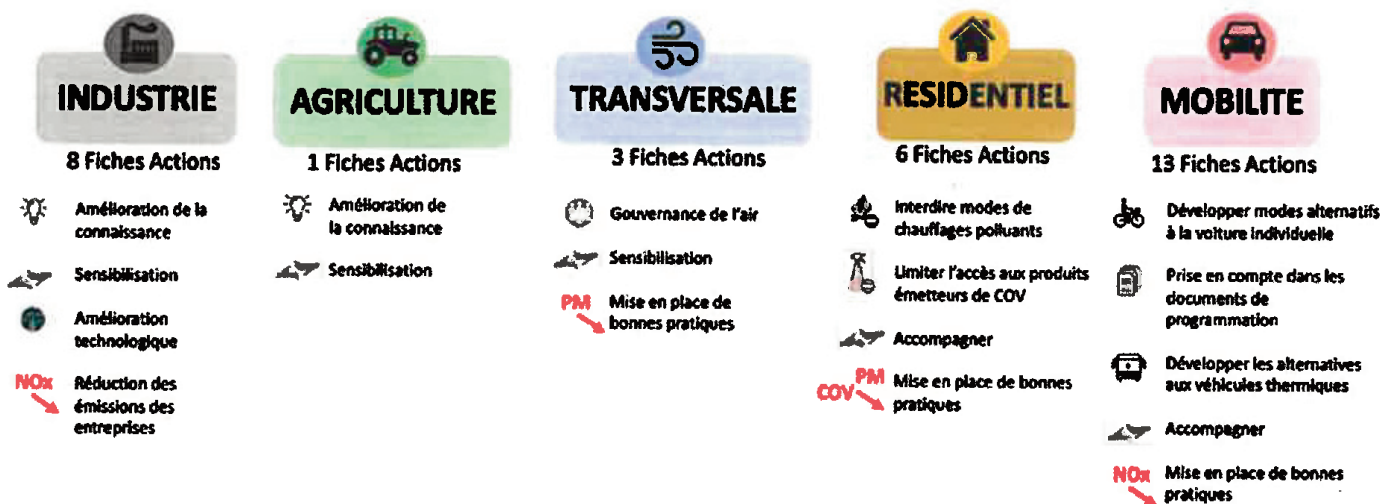 INDUSTRIE
8 Fiches Actions
Amélioration de la
connaissance
Sensibilisation
Amélioration
technologique
NOx
Réduction des
émissions des
entreprises
AGRICULTURE
1 Fiches Actions
Amélioration de
la connaissance
Sensibilisation
TRANSVERSALE
3 Fiches Actions
Gouvernance de l'air
Sensibilisation
PM
Mise en place de
bonnes pratiques
RESIDENTIEL
6 Fiches Actions
Interdire modes de
chauffages polluants
Limiter l'accès aux produits
émetteurs de COV
Accompagner
COV PM
Mise en place de bonnes
pratiques
MOBILITE
13 Fiches Actions
Développer modes alternatifs
à la voiture individuelle
Prise en compte dans les
documents de
programmation
Développer les alternatives
aux véhicules thermiques
Accompagner
NOx
Mise en place de bonnes
pratiques